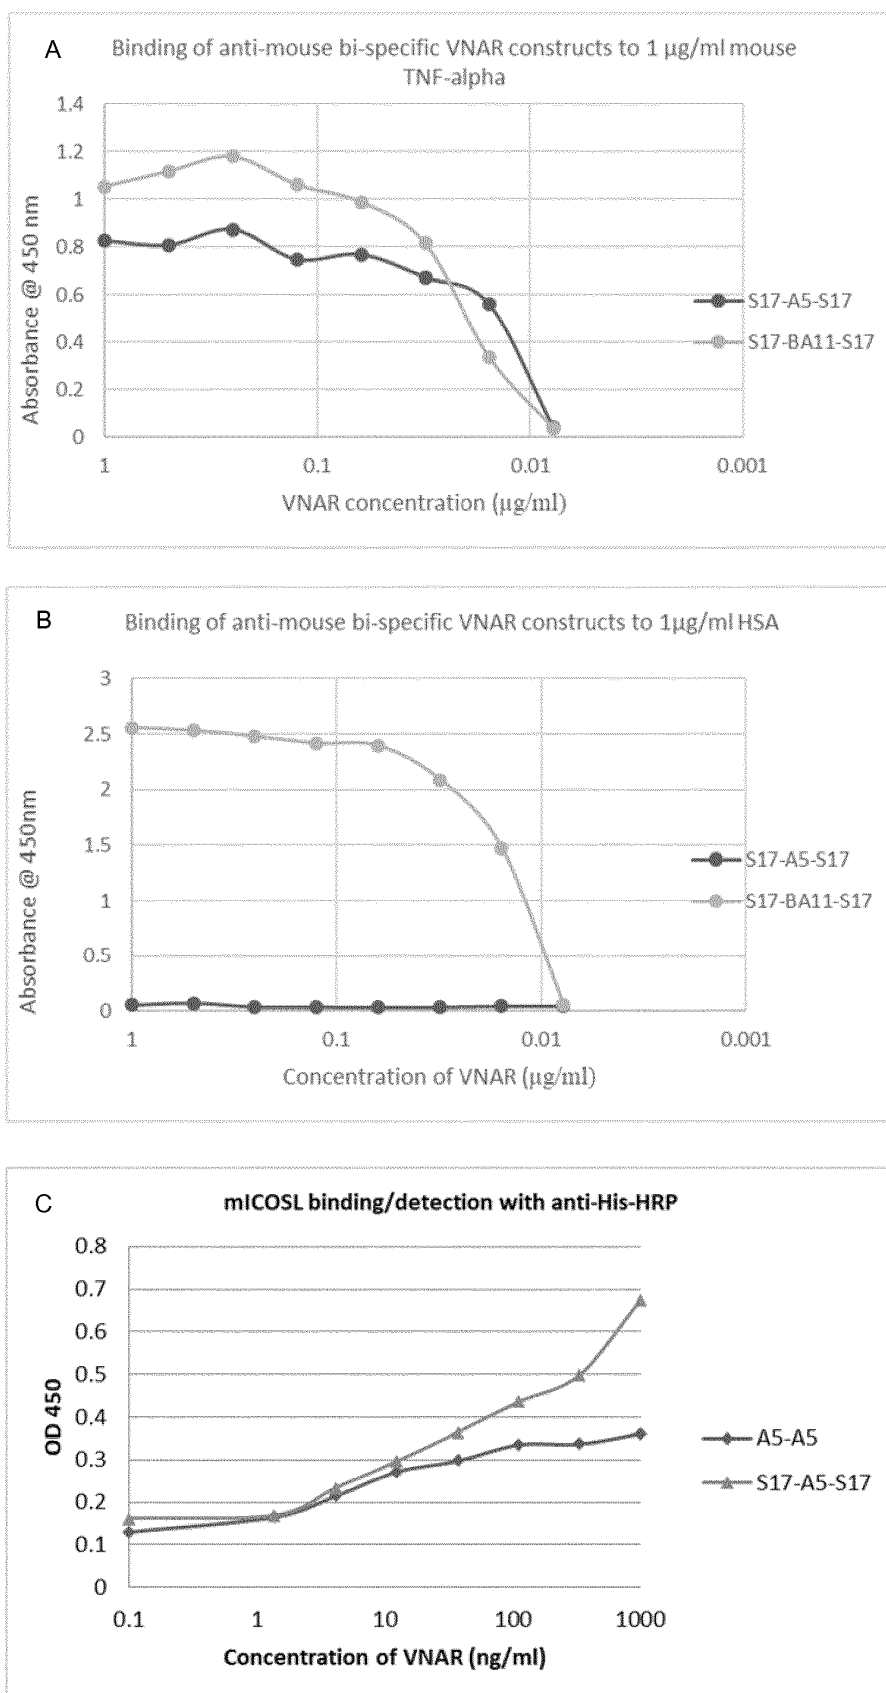 A
Binding of anti-mouse bi-specific VNAR constructs to 1 µg/ml mouse
TNF-alpha
1.4
1.2
1
0.8
0.6
0.4
0.2
0
Absorbance @ 450 nm
1
0.1
0.01
0.001
VNAR concentration (µg/ml)
S17-A5-S17
S17-BA11-S17
B
Binding of anti-mouse bi-specific VNAR constructs to 1µg/ml HSA
3
2.5
2
1.5
1
0.5
0
Absorbance @ 450nm
1
0.1
0.01
0.001
Concentration of VNAR (µg/ml)
S17-A5-S17
S17-BA11-S17
C
mICOSL binding/detection with anti-His-HRP
0.8
0.7
0.6
0.5
0.4
0.3
0.2
0.1
0
OD 450
0.1
1
10
100
1000
Concentration of VNAR (ng/ml)
A5-A5
S17-A5-S17